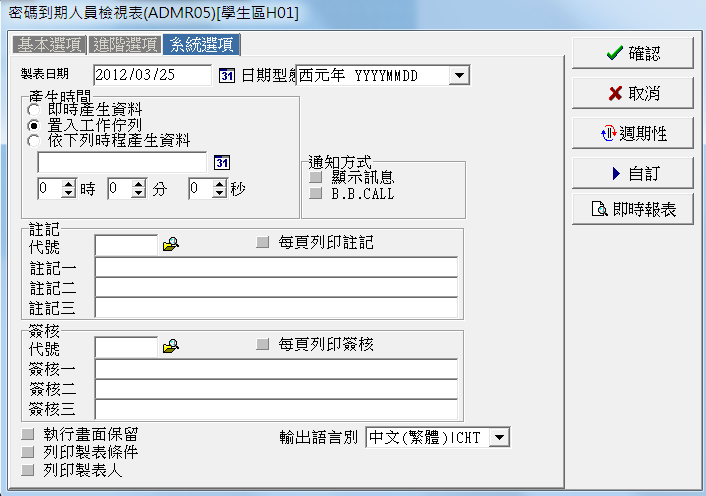 密碼到期人員檢視表(ADMR05)[學生區H01]
基本選項 進階選項 系統選項
製表日期 2012/03/25 31 日期型態 西元年 YYYYMMDD
產生時間
即時產生資料
置入工作佇列
依下列時程產生資料
31
0 時 0 分 0 秒
通知方式
顯示訊息
B.B.CALL
註記
代號 每頁列印註記
註記一
註記二
註記三
簽核
代號 每頁列印簽核
簽核一
簽核二
簽核三
執行畫面保留
列印製表條件
列印製表人
輸出語言別 中文(繁體)|CHT
確認
取消
週期性
自訂
即時報表